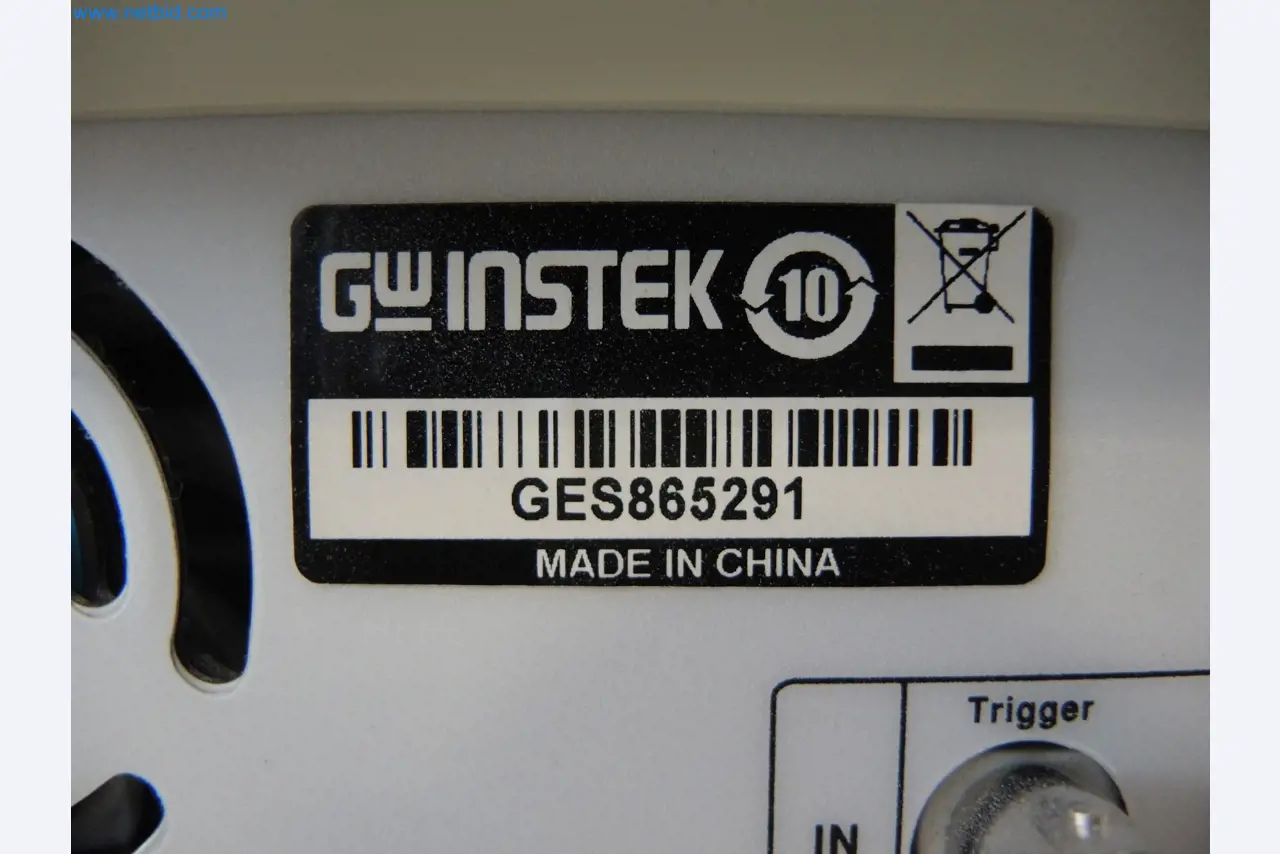 www.netbid.com
GW INSTEK
10
GES865291
MADE IN CHINA
Trigger
IN